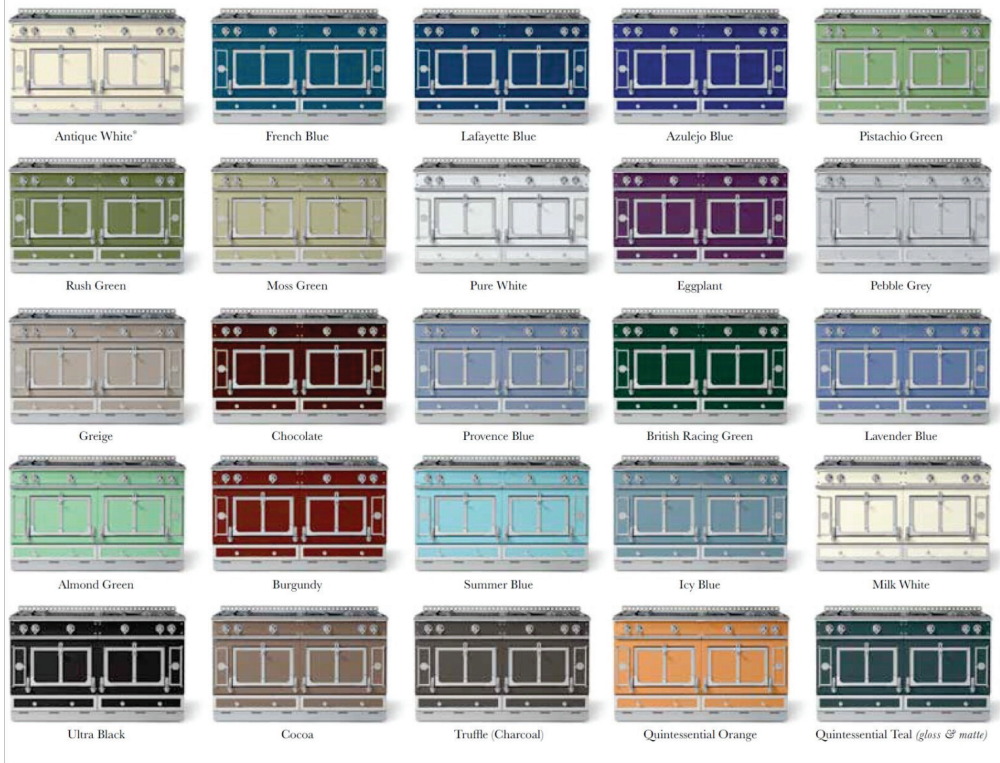 Antique White*
French Blue
Lafayette Blue
Azulejo Blue
Pistachio Green
Rush Green
Moss Green
Pure White
Eggplant
Pebble Grey
Greige
Chocolate
Provence Blue
British Racing Green
Lavender Blue
Almond Green
Burgundy
Summer Blue
Icy Blue
Milk White
Ultra Black
Cocoa
Truffle (Charcoal)
Quintessential Orange
Quintessential Teal (gloss & matte)